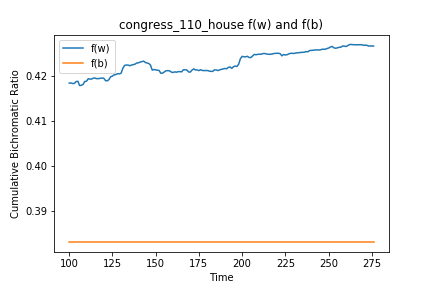 congress_110_house f(w) and f(b)
f(w)
f(b)
Cumulative Bichromatic Ratio
0.42
0.41
0.40
0.39
100 125 150 175 200 225 250 275
Time